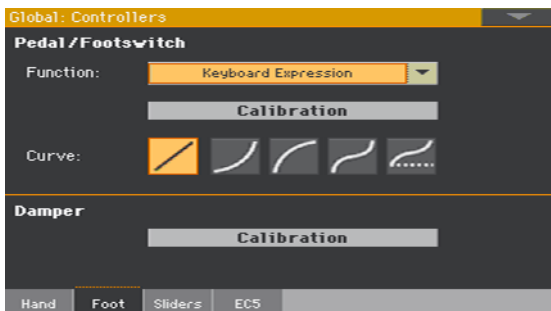 Global: Controllers
Pedal/Footswitch
Function: Keyboard Expression
Calibration
Curve:
Damper
Calibration
Hand Foot Sliders EC5